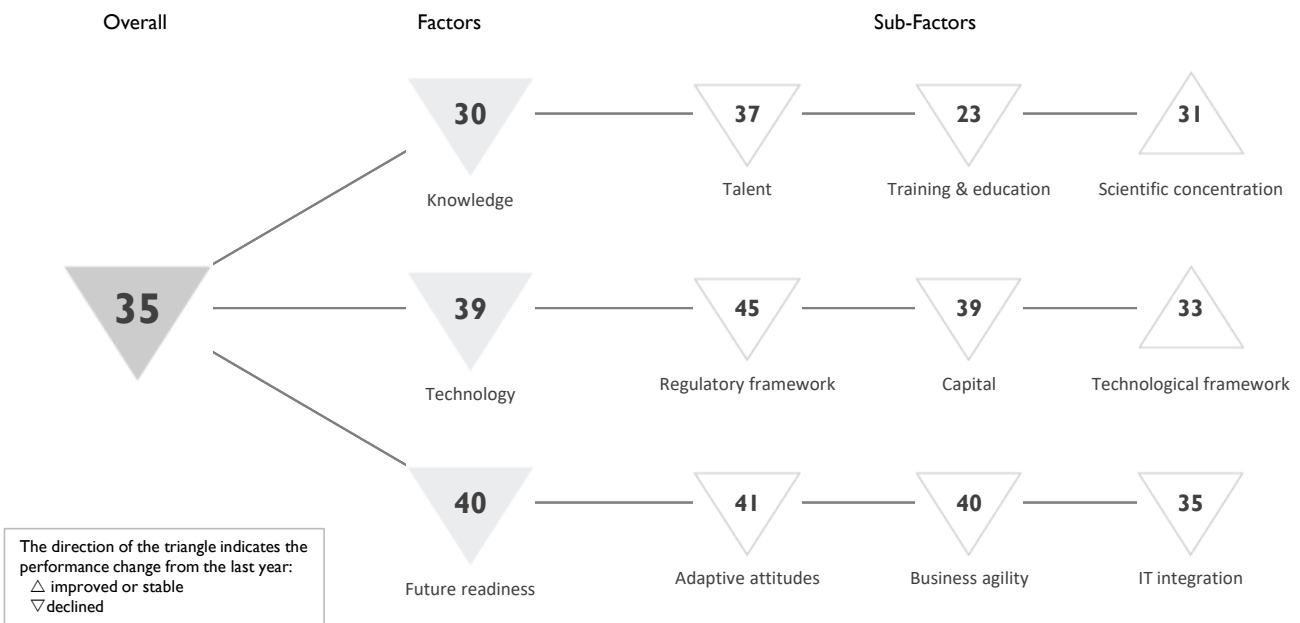 Overall Factors Sub-Factors
30 37 23 31
Knowledge Talent Training & education Scientific concentration
35 39 45 39 33
Technology Regulatory framework Capital Technological framework
40 41 40 35
Future readiness Adaptive attitudes Business agility IT integration
The direction of the triangle indicates the
performance change from the last year:
△ improved or stable
▽ declined